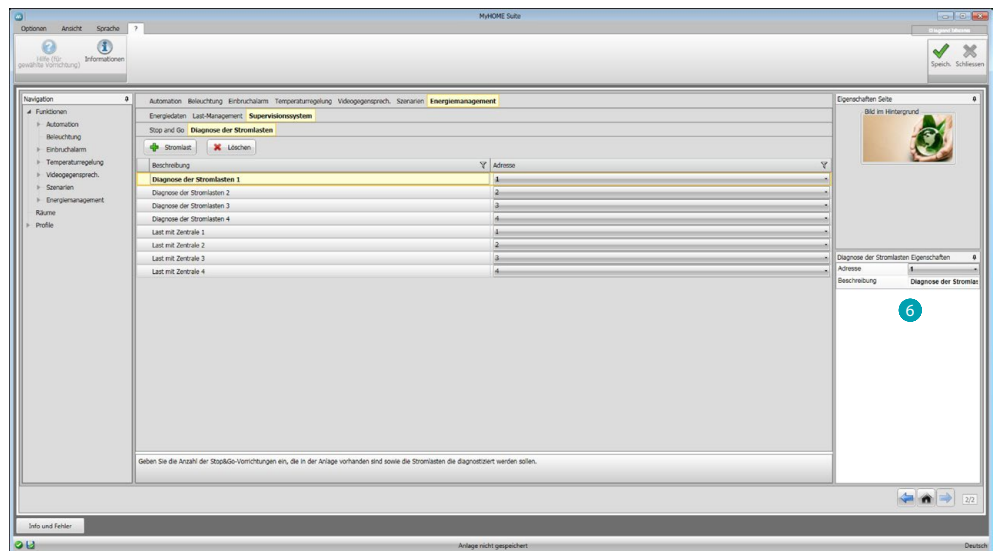 MyHOME Suite
Optionen Ansicht Sprache ?
Hilfe (für gewählte Vorrichtung)
Informationen
Speich. Schliessen
Navigation
Funktionen
Automation
Beleuchtung
Einbruchalarm
Temperaturregelung
Videogegensprech.
Szenarien
Energiemanagement
Räume
Profile
Automation Beleuchtung Einbruchalarm Temperaturregelung Videogegensprech. Szenarien Energiemanagement
Energiedaten Last-Management Supervisionssystem
Stop and Go Diagnose der Stromlasten
Stromlast Löschen
Beschreibung Adresse
Diagnose der Stromlasten 1 1
Diagnose der Stromlasten 2 2
Diagnose der Stromlasten 3 3
Diagnose der Stromlasten 4 4
Last mit Zentrale 1 1
Last mit Zentrale 2 2
Last mit Zentrale 3 3
Last mit Zentrale 4 4
Geben Sie die Anzahl der Stop&Go-Vorrichtungen ein, die in der Anlage vorhanden sind sowie die Stromlasten die diagnostiziert werden sollen.
Eigenschaften Seite
Bild im Hintergrund
Diagnose der Stromlasten Eigenschaften
Adresse 1
Beschreibung Diagnose der Stromlas
6
2/2
Info und Fehler
Anlage nicht gespeichert
Deutsch